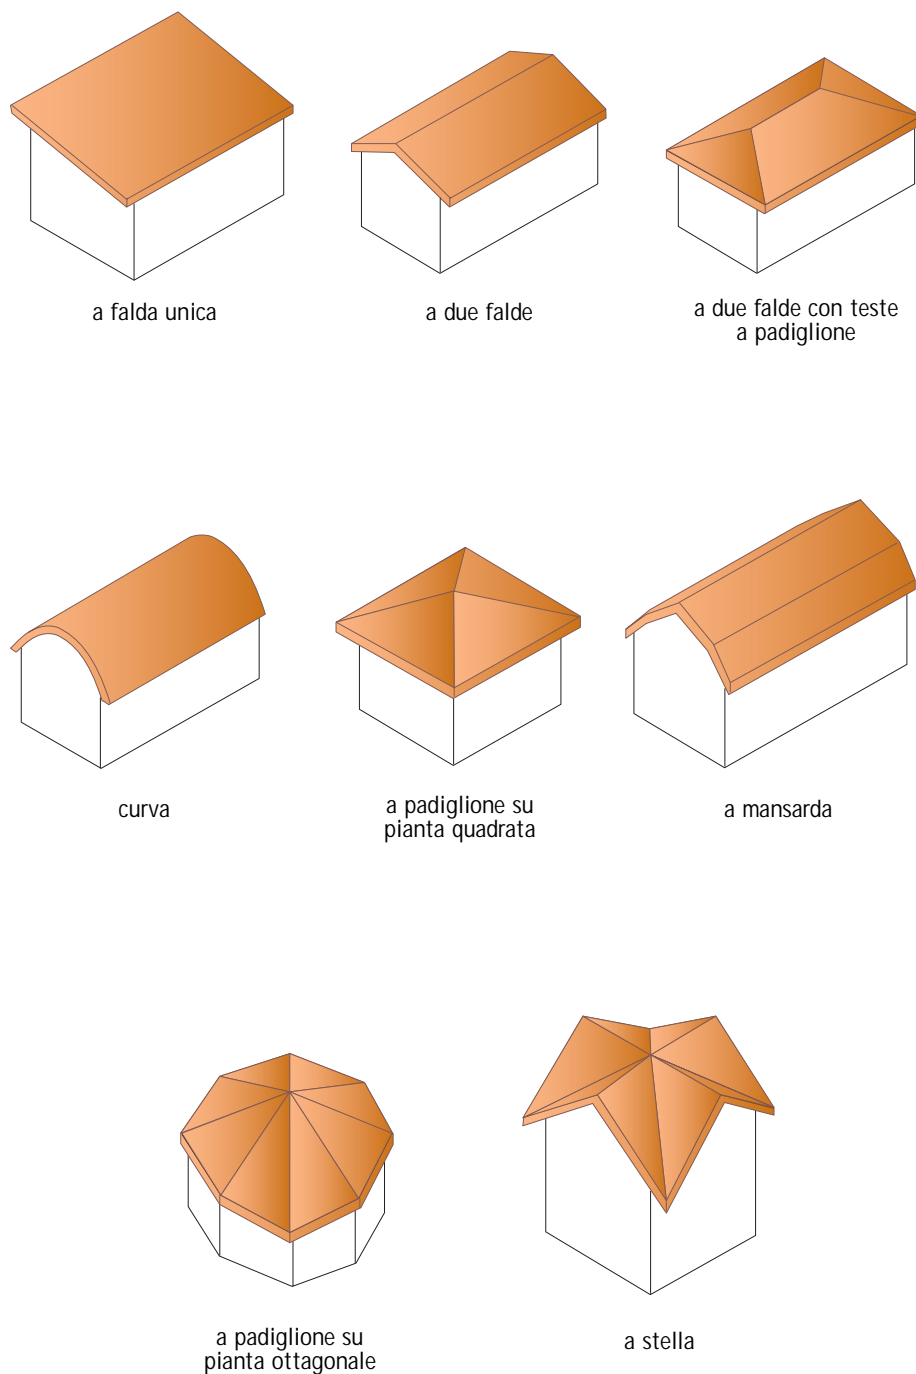 a falda unica
a due falde
a due falde con teste
a padiglione
curva
a padiglione su
pianta quadrata
a mansarda
a padiglione su
pianta ottagonale
a stella